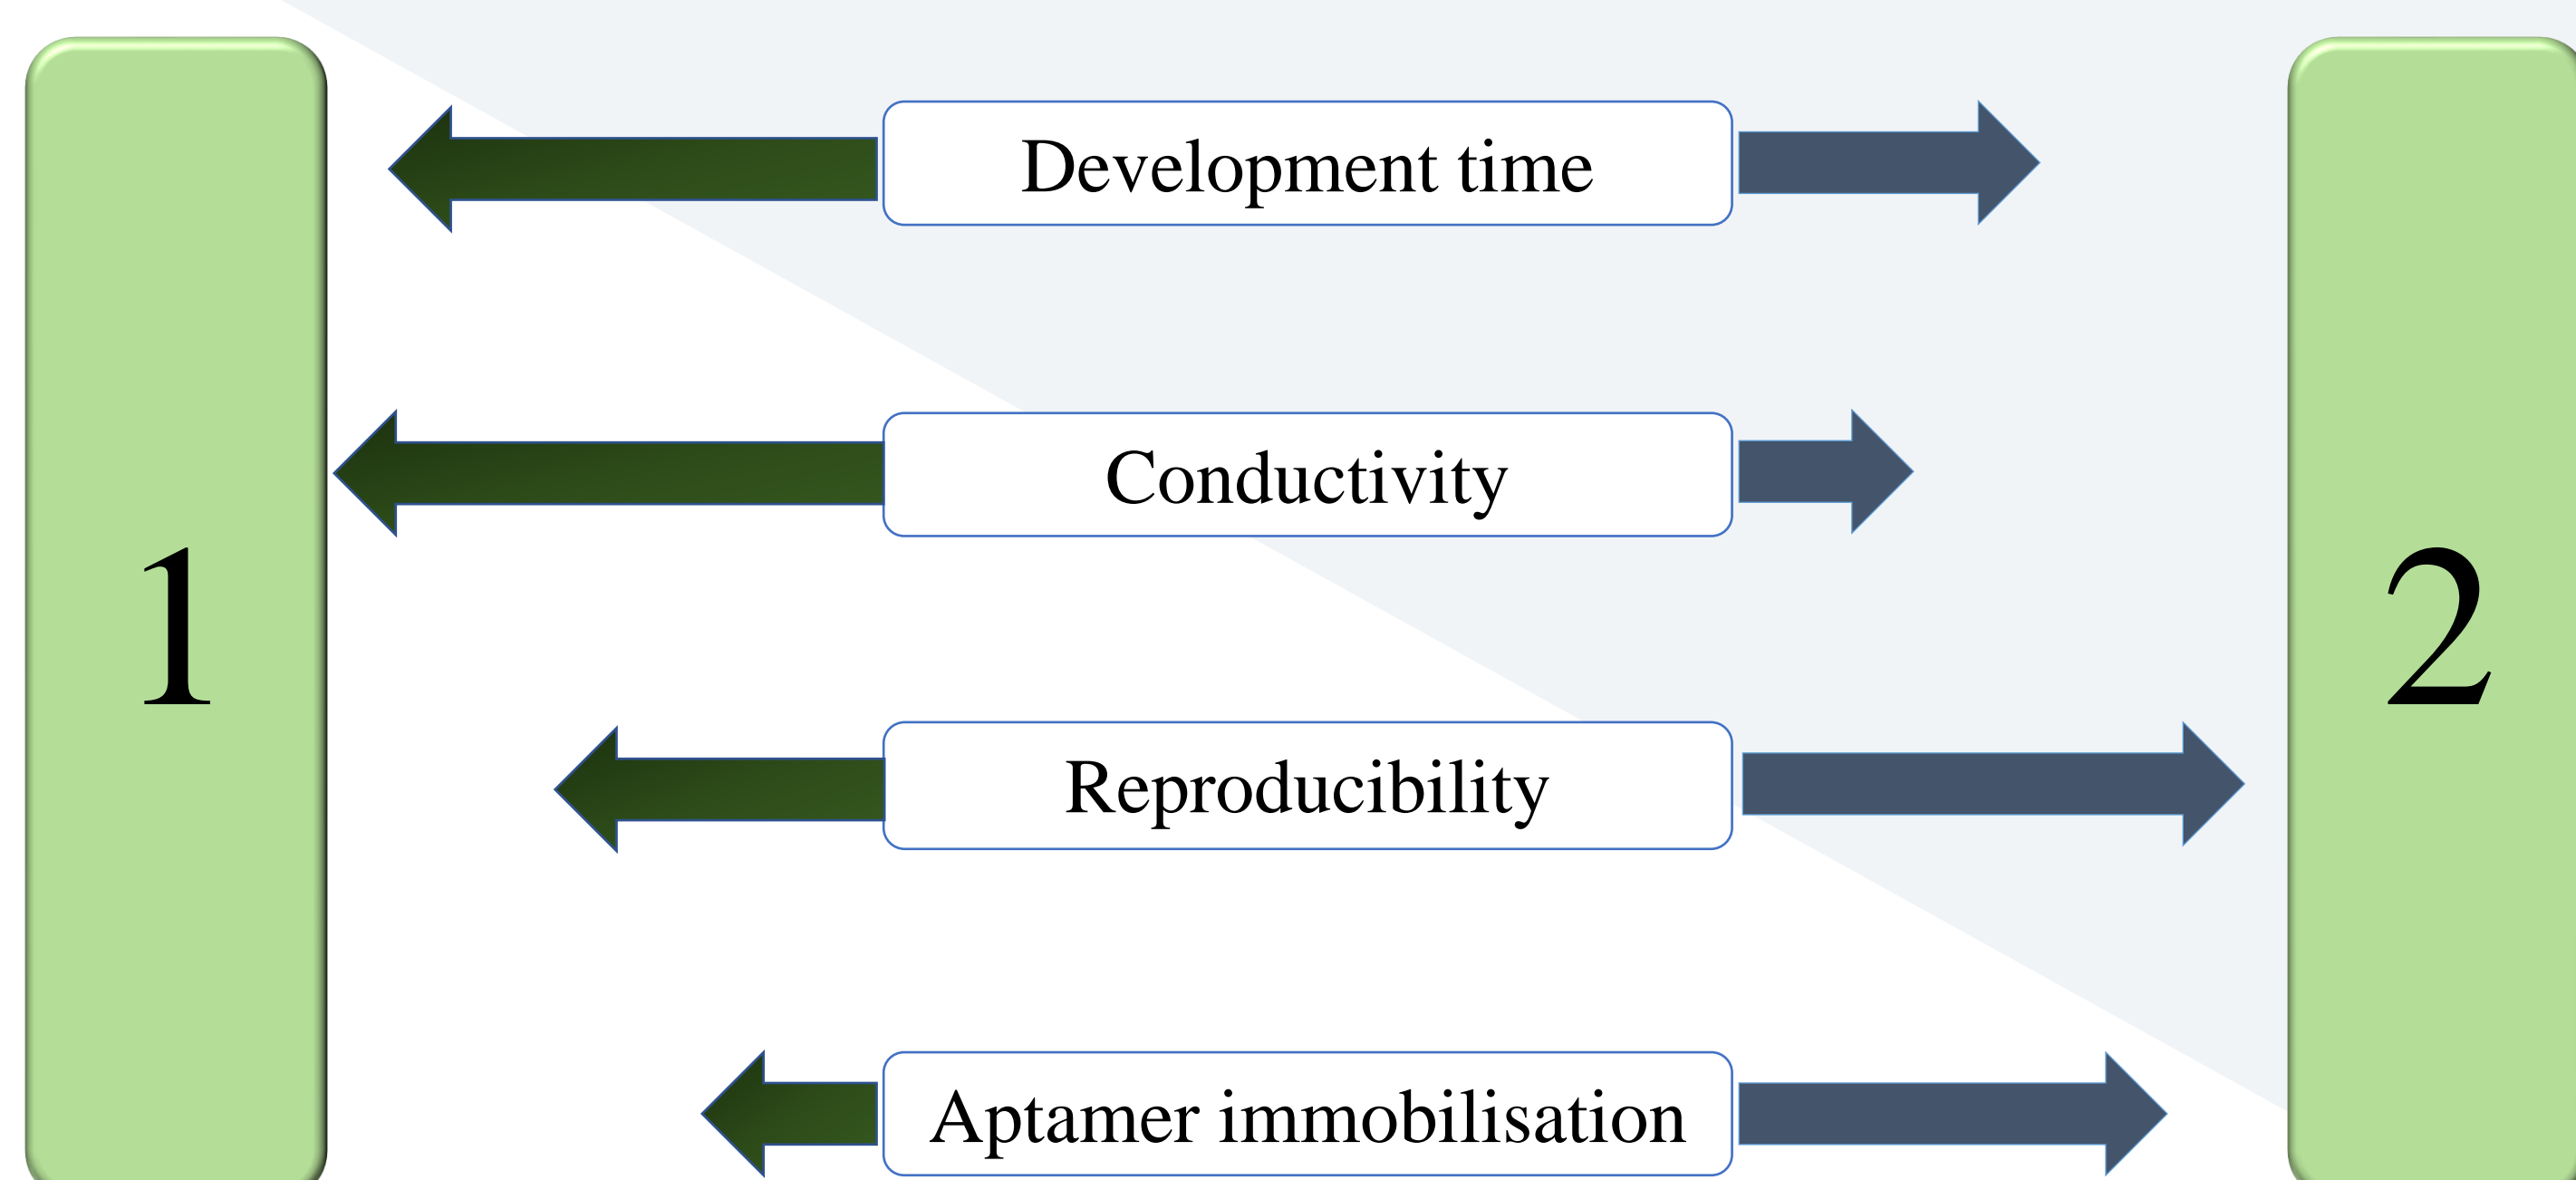 Development time
Conductivity
1
2
Reproducibility
Aptamer immobilisation